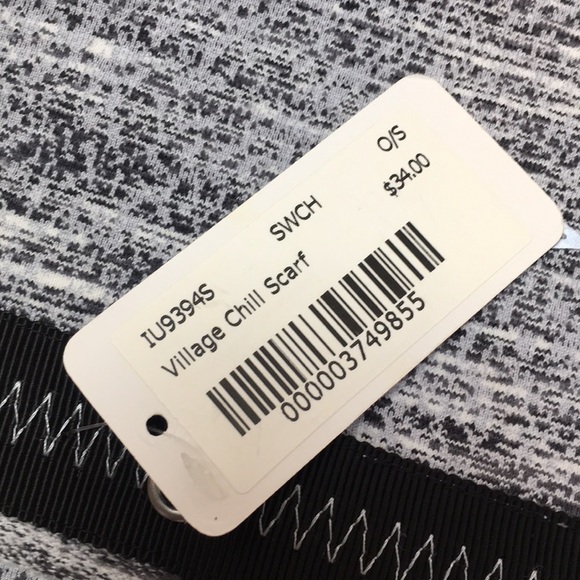 IU9394S SWCH O/S
Village Chill Scarf $34.00
000003749855